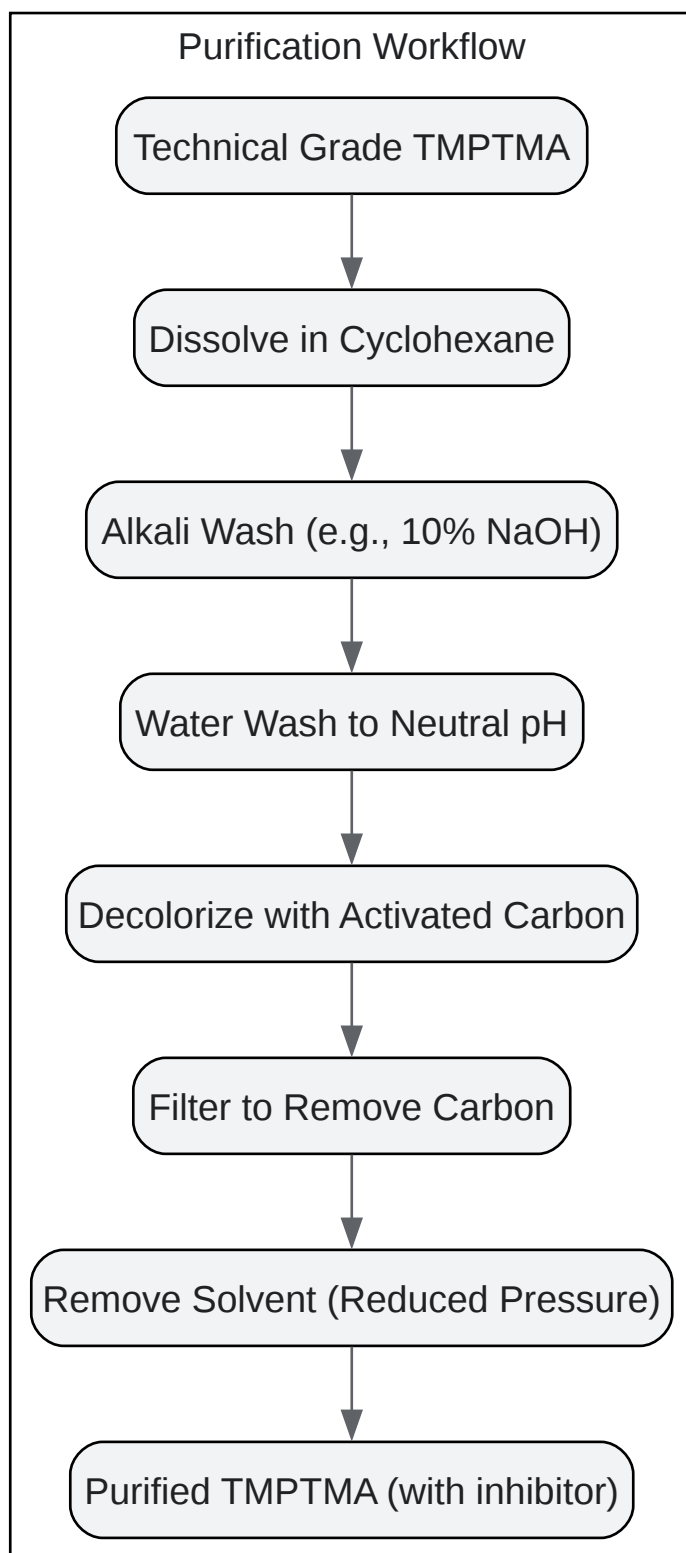 Purification Workflow
Technical Grade TMPTMA
Dissolve in Cyclohexane
Alkali Wash (e.g., 10% NaOH)
Water Wash to Neutral pH
Decolorize with Activated Carbon
Filter to Remove Carbon
Remove Solvent (Reduced Pressure)
Purified TMPTMA (with inhibitor)